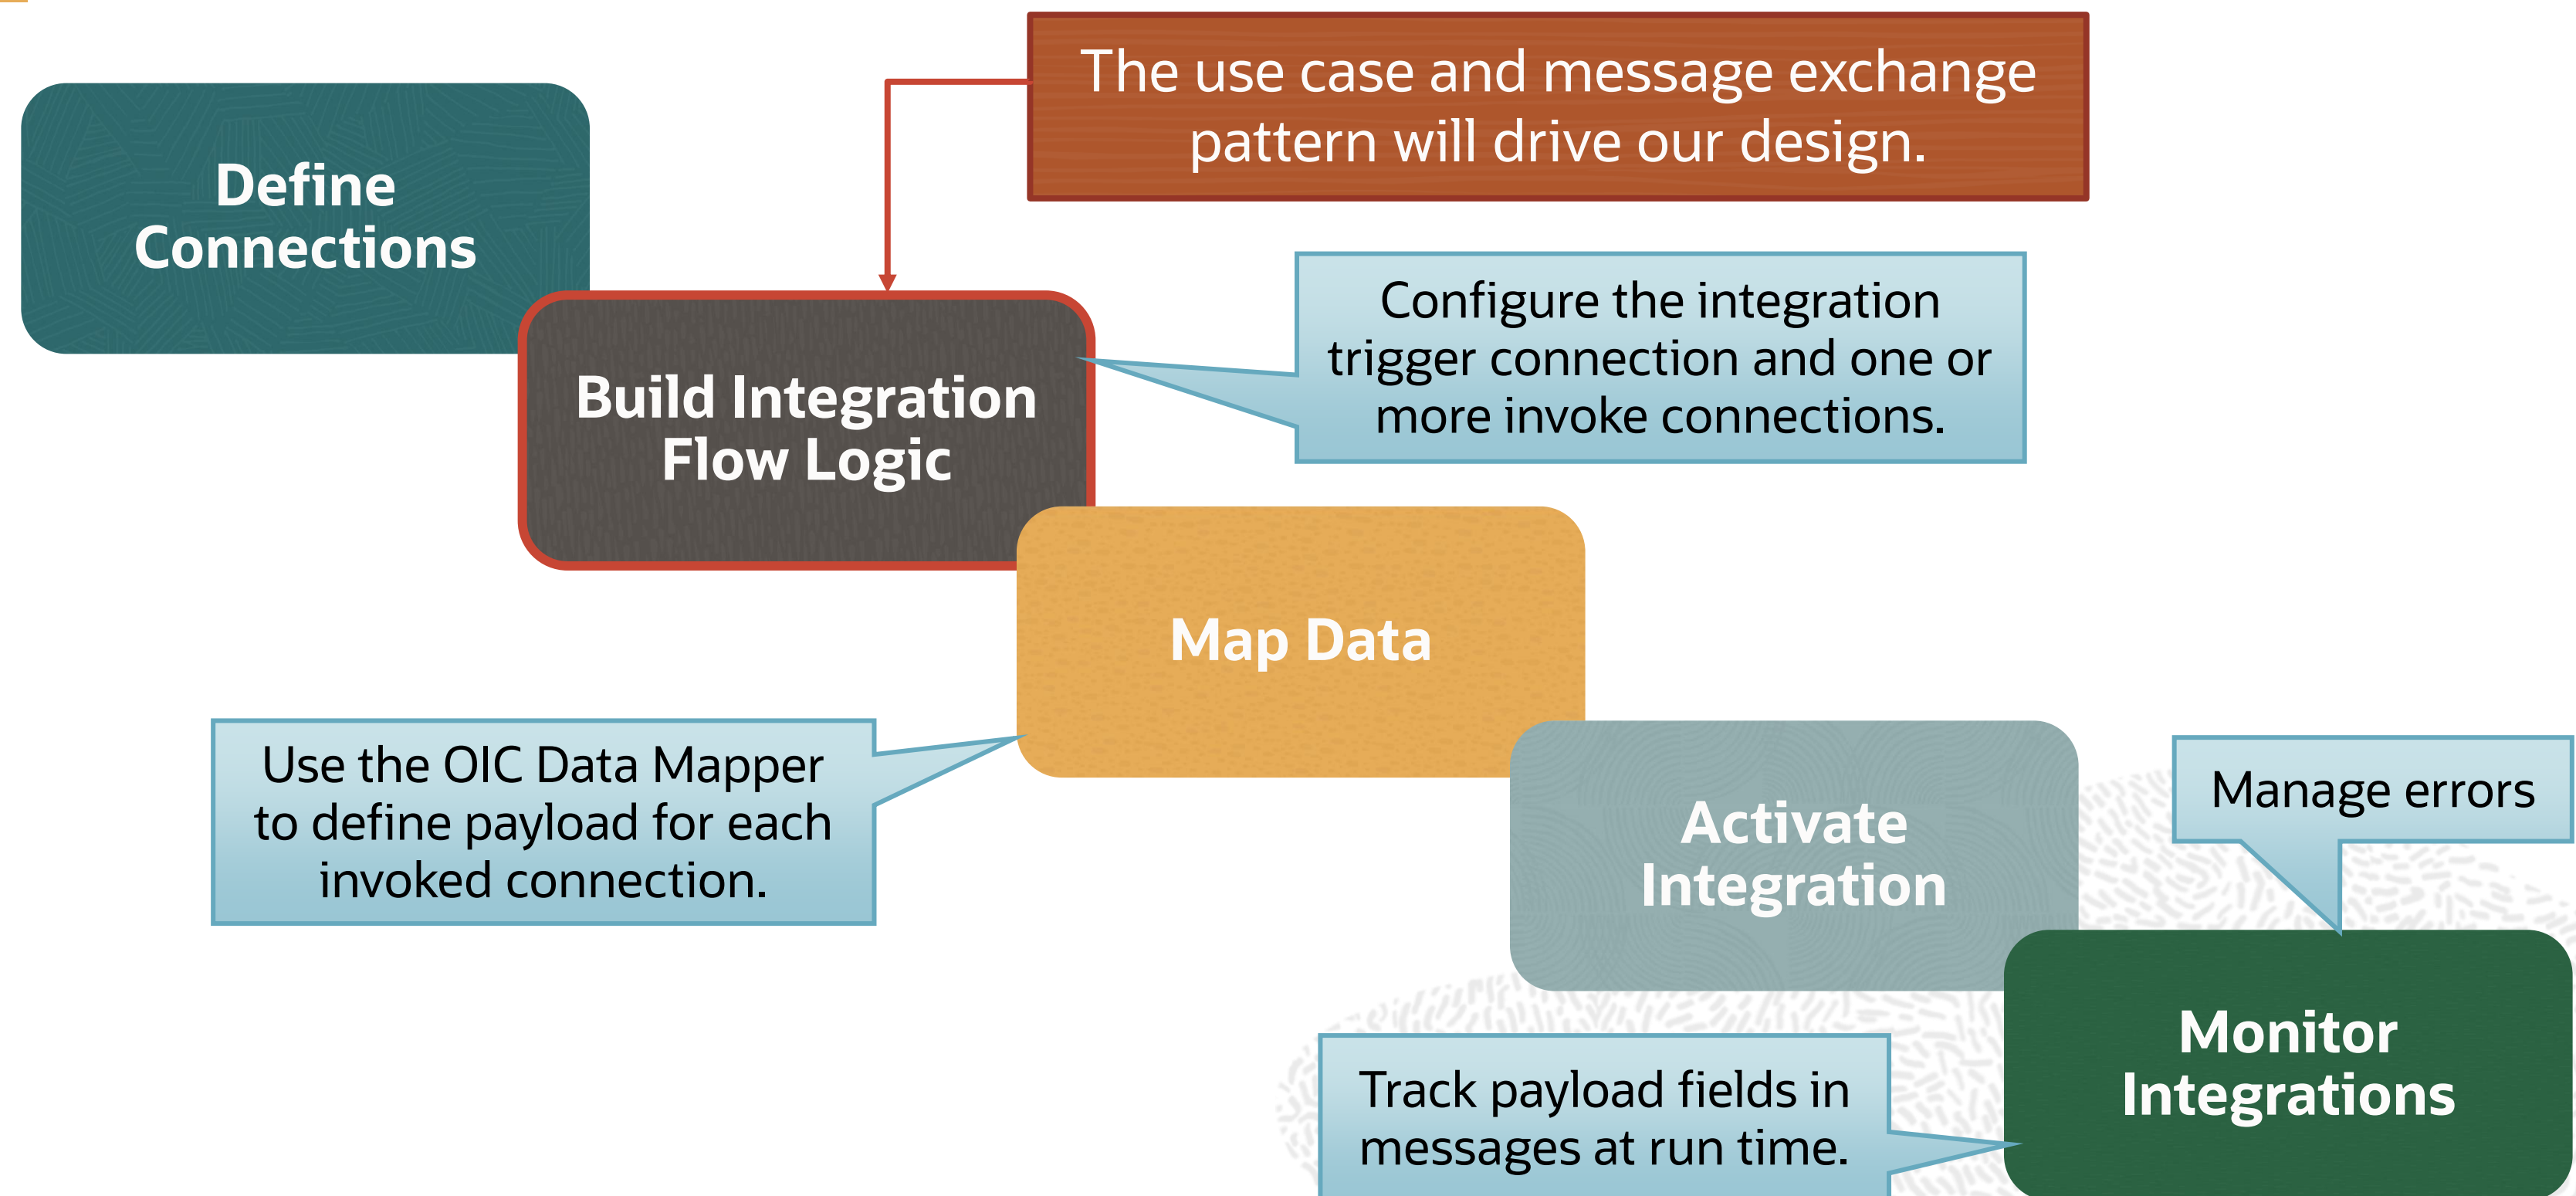 The use case and message exchange
pattern will drive our design.
Define
Connections
Configure the integration
trigger connection and one or
more invoke connections.
Build Integration
Flow Logic
Map Data
Use the OIC Data Mapper
to define payload for each
invoked connection.
Manage errors
Activate
Integration
Monitor
Integrations
Track payload fields in
messages at run time.